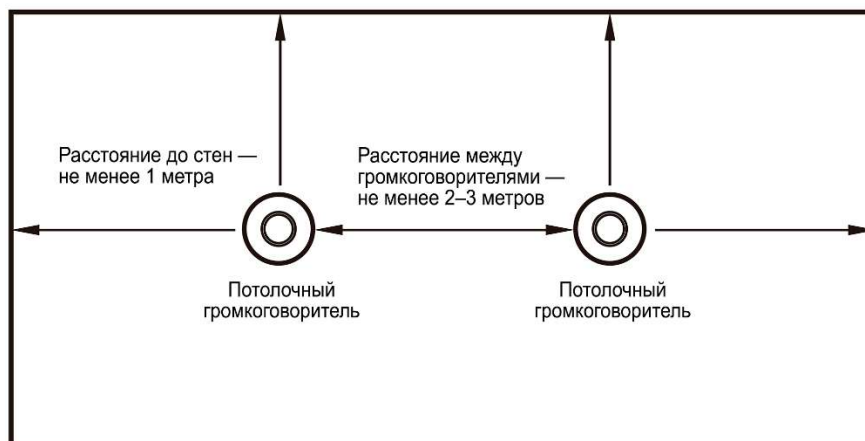 Расстояние до стен —
не менее 1 метра
Расстояние между
громкоговорителями —
не менее 2–3 метров
Потолочный
громкоговоритель
Потолочный
громкоговоритель